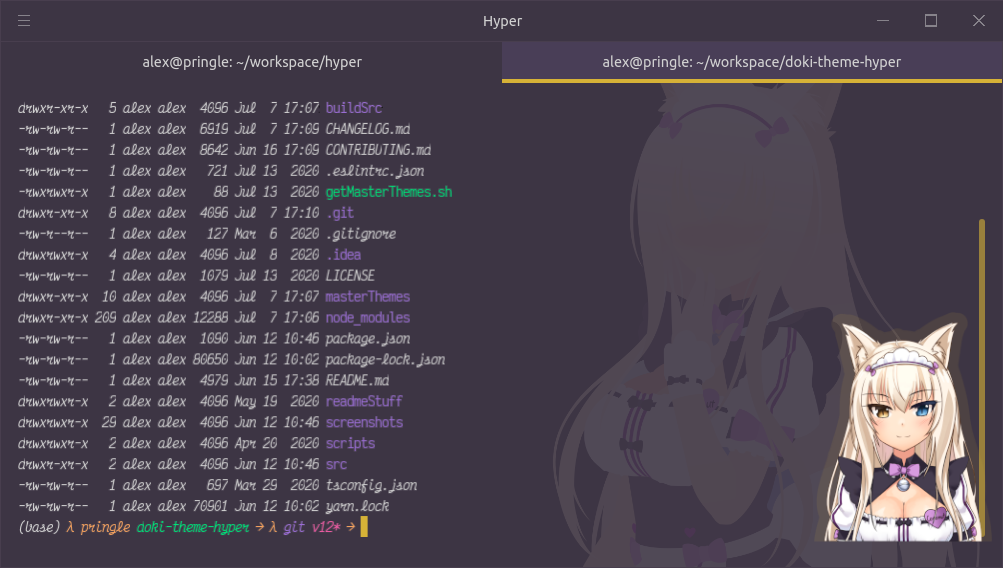 Hyper
alex@pringle: ~/workspace/hyper
alex@pringle: ~/workspace/doki-theme-hyper
drwxr-xr-x   5 alex alex  4096 Jul  7 17:07 buildSrc
-rw-rw-r--   1 alex alex  6919 Jul  7 17:09 CHANGELOG.md
-rw-rw-r--   1 alex alex  8642 Jun 16 17:09 CONTRIBUTING.md
-rw-rw-r--   1 alex alex   721 Jul 13  2020 .eslintrc.json
-rwxrwxr-x   1 alex alex    88 Jul 13  2020 getMasterThemes.sh
drwxr-xr-x   8 alex alex  4096 Jul  7 17:10 .git
-rw-r--r--   1 alex alex   127 Mar  6  2020 .gitignore
drwxrwxr-x   4 alex alex  4096 Jul  8  2020 .idea
-rw-rw-r--   1 alex alex  1079 Jul 13  2020 LICENSE
drwxr-xr-x  10 alex alex  4096 Jul  7 17:07 masterThemes
drwxr-xr-x 209 alex alex 12288 Jul  7 17:06 node_modules
-rw-rw-r--   1 alex alex  1090 Jun 12 10:46 package.json
-rw-rw-r--   1 alex alex 80650 Jun 12 10:02 package-lock.json
-rw-rw-r--   1 alex alex  4979 Jun 15 17:38 README.md
drwxrwxr-x   2 alex alex  4096 May 19  2020 readmeStuff
drwxrwxr-x  29 alex alex  4096 Jun 12 10:46 screenshots
drwxrwxr-x   2 alex alex  4096 Apr 20  2020 scripts
drwxr-xr-x   2 alex alex  4096 Jun 12 10:46 src
-rw-rw-r--   1 alex alex   697 Mar 29  2020 tsconfig.json
-rw-rw-r--   1 alex alex 70901 Jun 12 10:02 yarn.lock
(base) λ pringle doki-theme-hyper → λ git v12* →